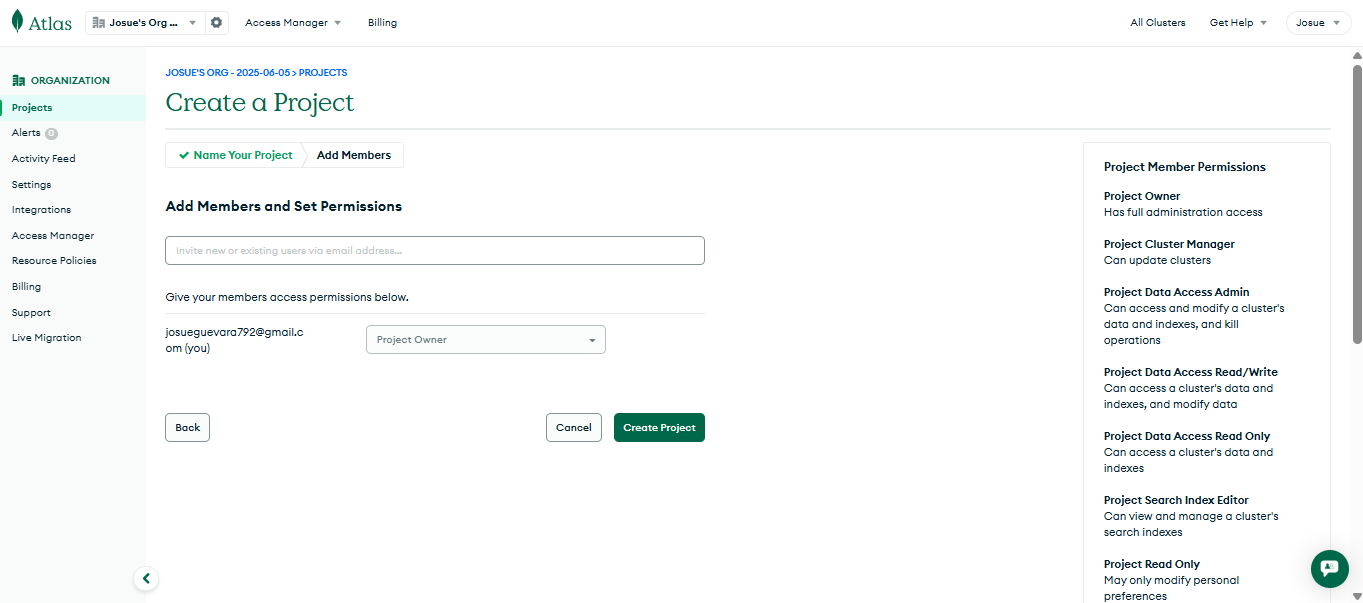 Atlas
Josue's Org ...
Access Manager
Billing
All Clusters
Get Help
Josue
ORGANIZATION
Projects
Alerts 0
Activity Feed
Settings
Integrations
Access Manager
Resource Policies
Billing
Support
Live Migration
JOSUE'S ORG - 2025-06-05 > PROJECTS
Create a Project
Name Your Project
Add Members
Add Members and Set Permissions
Invite new or existing users via email address...
Give your members access permissions below.
josueguevara792@gmail.c
om (you)
Project Owner
Back
Cancel
Create Project
Project Member Permissions
Project Owner
Has full administration access
Project Cluster Manager
Can update clusters
Project Data Access Admin
Can access and modify a cluster's
data and indexes, and kill
operations
Project Data Access Read/Write
Can access a cluster's data and
indexes, and modify data
Project Data Access Read Only
Can access a cluster's data and
indexes
Project Search Index Editor
Can view and manage a cluster's
search indexes
Project Read Only
May only modify personal
preferences